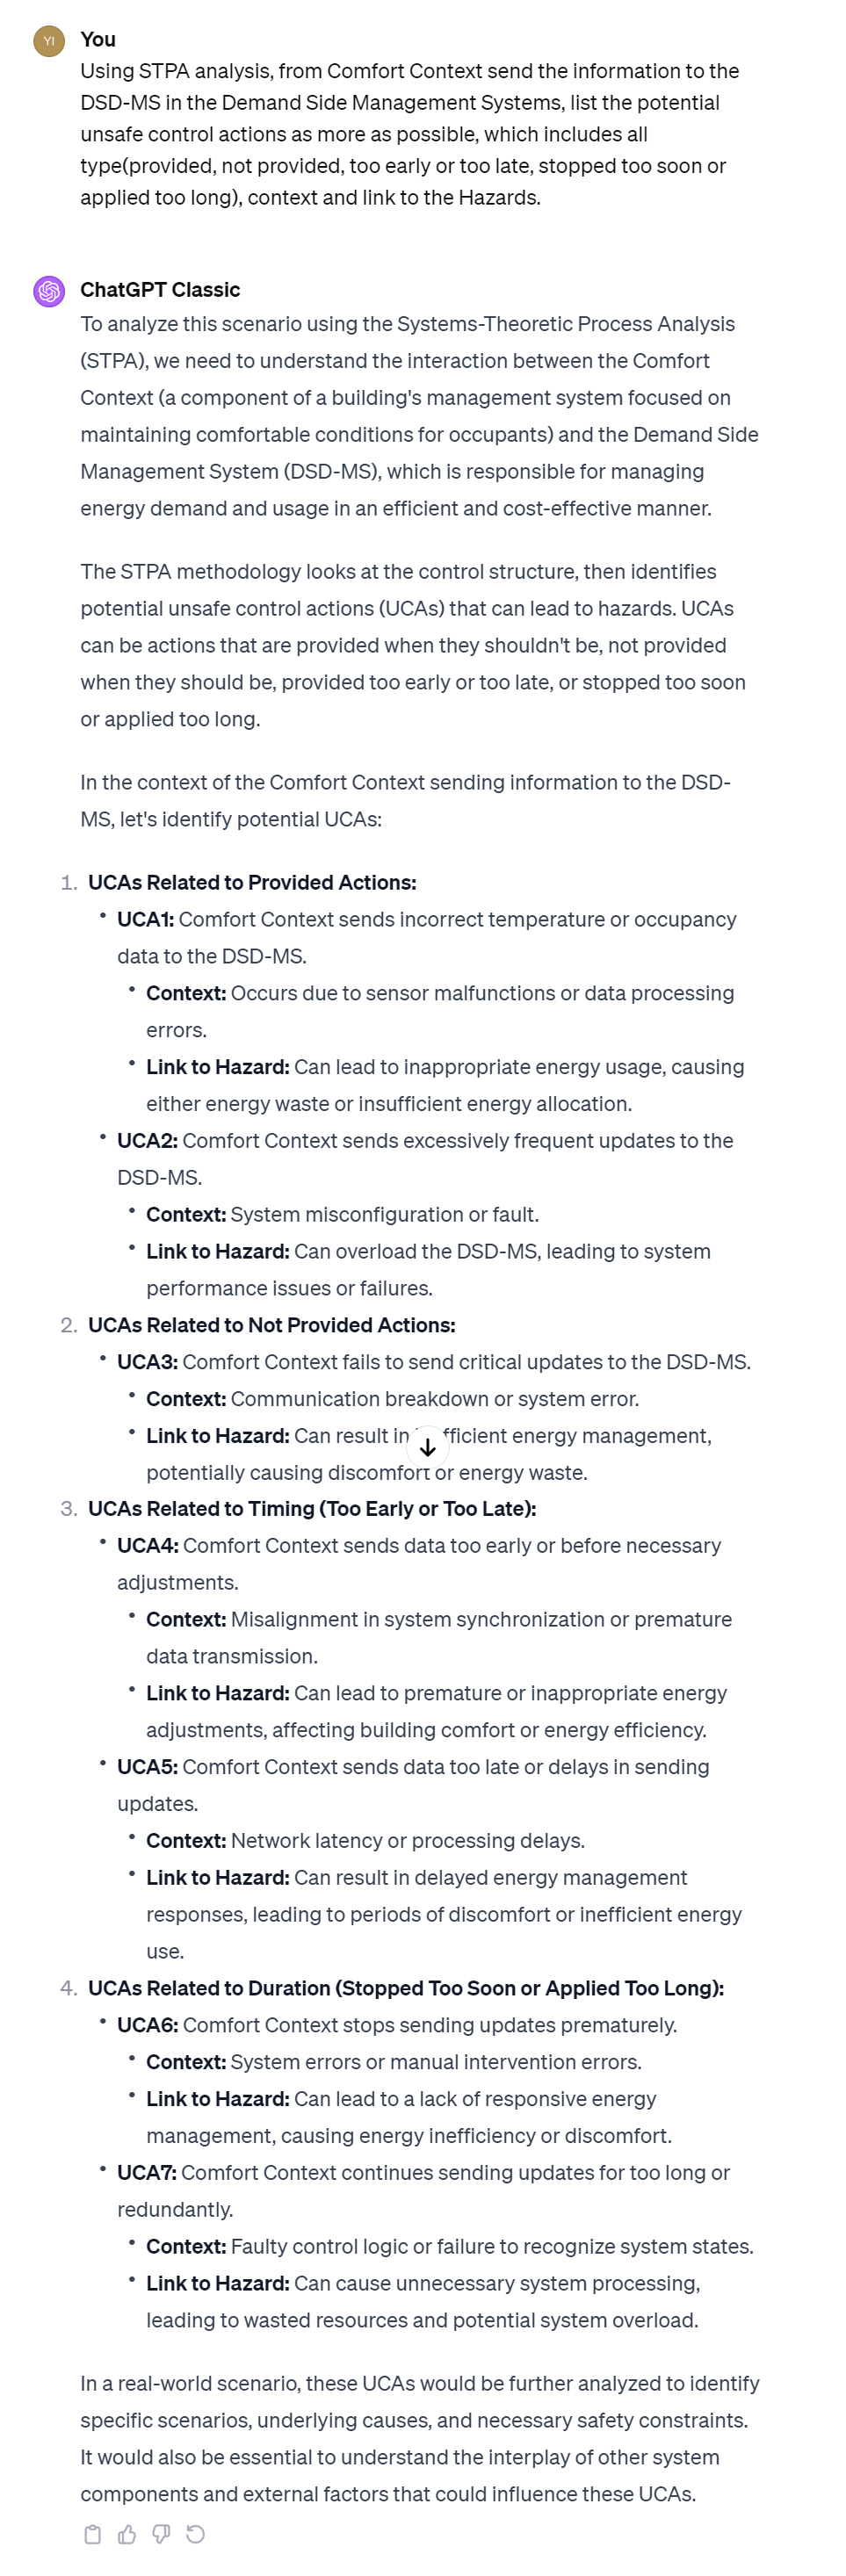 YI
You
Using STPA analysis, from Comfort Context send the information to the
DSD-MS in the Demand Side Management Systems, list the potential
unsafe control actions as more as possible, which includes all
type(provided, not provided, too early or too late, stopped too soon or
applied too long), context and link to the Hazards.
ChatGPT Classic
To analyze this scenario using the Systems-Theoretic Process Analysis
(STPA), we need to understand the interaction between the Comfort
Context (a component of a building's management system focused on
maintaining comfortable conditions for occupants) and the Demand Side
Management System (DSD-MS), which is responsible for managing
energy demand and usage in an efficient and cost-effective manner.
The STPA methodology looks at the control structure, then identifies
potential unsafe control actions (UCAs) that can lead to hazards. UCAs
can be actions that are provided when they shouldn't be, not provided
when they should be, provided too early or too late, or stopped too soon
or applied too long.
In the context of the Comfort Context sending information to the DSD-
MS, let's identify potential UCAs:
1. UCAs Related to Provided Actions:
• UCA1: Comfort Context sends incorrect temperature or occupancy
data to the DSD-MS.
• Context: Occurs due to sensor malfunctions or data processing
errors.
• Link to Hazard: Can lead to inappropriate energy usage, causing
either energy waste or insufficient energy allocation.
• UCA2: Comfort Context sends excessively frequent updates to the
DSD-MS.
• Context: System misconfiguration or fault.
• Link to Hazard: Can overload the DSD-MS, leading to system
performance issues or failures.
2. UCAs Related to Not Provided Actions:
• UCA3: Comfort Context fails to send critical updates to the DSD-MS.
• Context: Communication breakdown or system error.
• Link to Hazard: Can result in energy management,
potentially causing discomfort or energy waste.
3. UCAs Related to Timing (Too Early or Too Late):
• UCA4: Comfort Context sends data too early or before necessary
adjustments.
• Context: Misalignment in system synchronization or premature
data transmission.
• Link to Hazard: Can lead to premature or inappropriate energy
adjustments, affecting building comfort or energy efficiency.
• UCA5: Comfort Context sends data too late or delays in sending
updates.
• Context: Network latency or processing delays.
• Link to Hazard: Can result in delayed energy management
responses, leading to periods of discomfort or inefficient energy
use.
4. UCAs Related to Duration (Stopped Too Soon or Applied Too Long):
• UCA6: Comfort Context stops sending updates prematurely.
• Context: System errors or manual intervention errors.
• Link to Hazard: Can lead to a lack of responsive energy
management, causing energy inefficiency or discomfort.
• UCA7: Comfort Context continues sending updates for too long or
redundantly.
• Context: Faulty control logic or failure to recognize system states.
• Link to Hazard: Can cause unnecessary system processing,
leading to wasted resources and potential system overload.
In a real-world scenario, these UCAs would be further analyzed to identify
specific scenarios, underlying causes, and necessary safety constraints.
It would also be essential to understand the interplay of other system
components and external factors that could influence these UCAs.